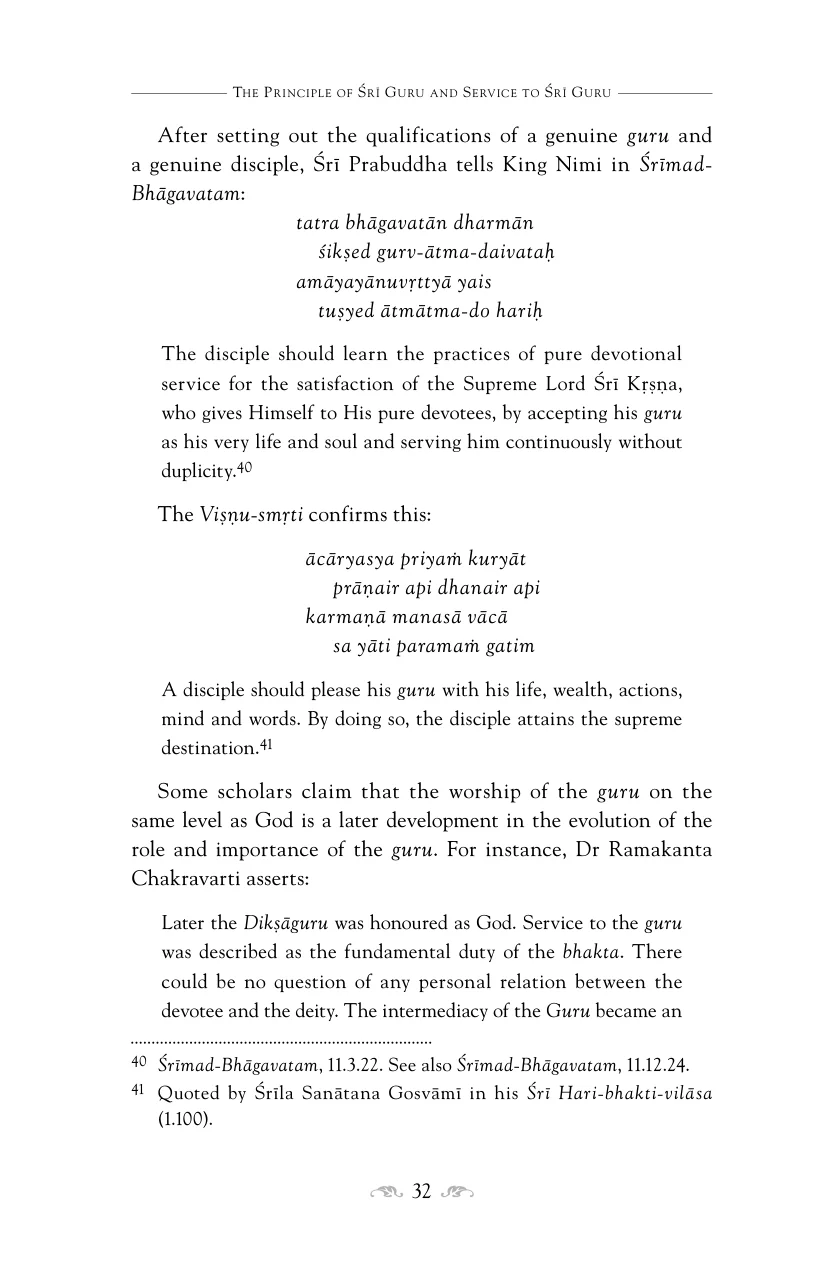 The Principle of Śrī Guru and Service to Śrī Guru
After setting out the qualifications of a genuine guru and
a genuine disciple, Śrī Prabuddha tells King Nimi in Śrīmad-
Bhāgavatam:
tatra bhāgavatān dharmān
śikṣed gurv-ātma-daivataḥ
amāyayānuvṛttyā yais
tuṣyed ātmātma-do hariḥ
The disciple should learn the practices of pure devotional
service for the satisfaction of the Supreme Lord Śrī Kṛṣṇa,
who gives Himself to His pure devotees, by accepting his guru
as his very life and soul and serving him continuously without
duplicity.40
The Viṣṇu-smṛti confirms this:
ācāryasya priyaṁ kuryāt
prāṇair api dhanair api
karmaṇā manasā vācā
sa yāti paramaṁ gatim
A disciple should please his guru with his life, wealth, actions,
mind and words. By doing so, the disciple attains the supreme
destination.41
Some scholars claim that the worship of the guru on the
same level as God is a later development in the evolution of the
role and importance of the guru. For instance, Dr Ramakanta
Chakravarti asserts:
Later the Dikṣāguru was honoured as God. Service to the guru
was described as the fundamental duty of the bhakta. There
could be no question of any personal relation between the
devotee and the deity. The intermediacy of the Guru became an
40 Śrīmad-Bhāgavatam, 11.3.22. See also Śrīmad-Bhāgavatam, 11.12.24.
41 Quoted by Śrīla Sanātana Gosvāmī in his Śrī Hari-bhakti-vilāsa
(1.100).
32